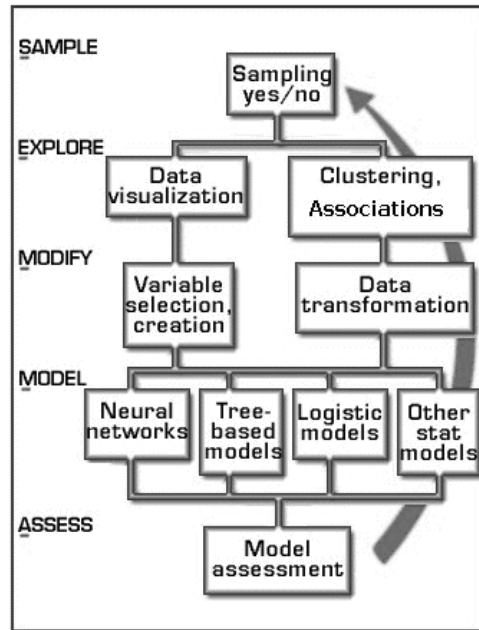 SAMPLE
Sampling
yes/no
EXPLORE
Data
visualization
Clustering,
Associations
MODIFY
Variable
selection,
creation
Data
transformation
MODEL
Neural
networks
Tree-
based
models
Logistic
models
Other
stat
models
ASSESS
Model
assessment